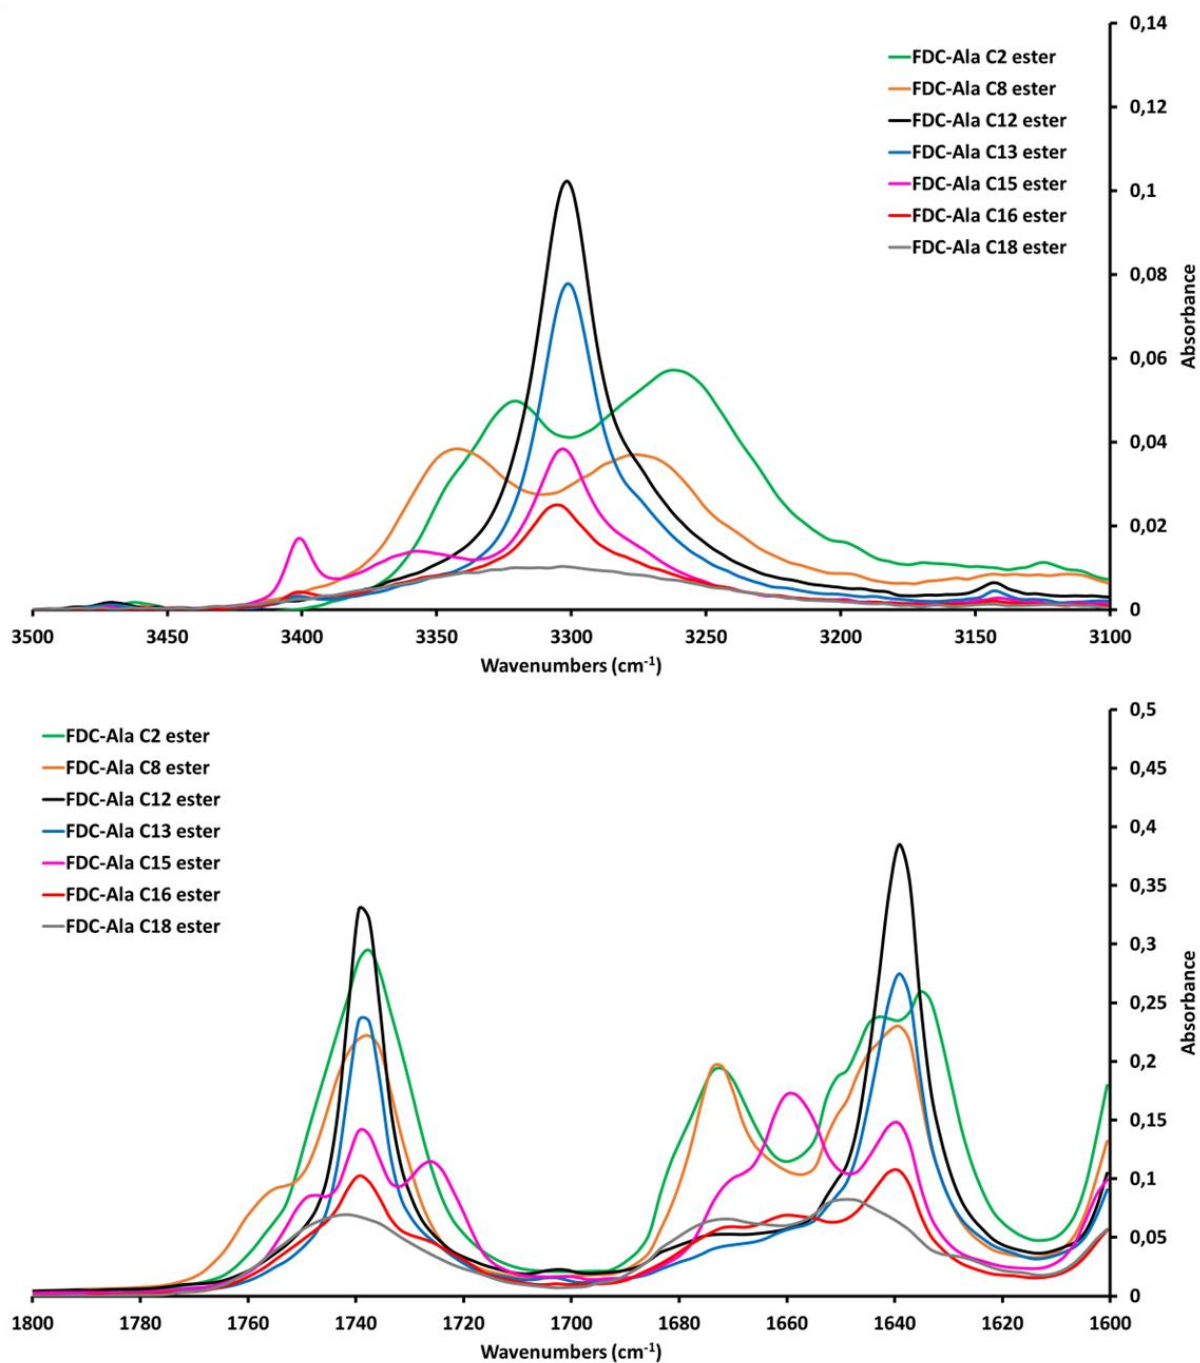 0,14
FDC-Ala C2 ester
0,12
FDC-Ala C8 ester
FDC-Ala C12 ester
FDC-Ala C13 ester
0,1
FDC-Ala C15 ester
FDC-Ala C16 ester
FDC-Ala C18 ester
0,08
0,06
0,04
0,02
0
Absorbance
3500 3450 3400 3350 3300 3250 3200 3150 3100
Wavenumbers (cm⁻¹)
0,5
FDC-Ala C2 ester
FDC-Ala C8 ester
0,45
FDC-Ala C12 ester
0,4
FDC-Ala C13 ester
FDC-Ala C15 ester
0,35
FDC-Ala C16 ester
FDC-Ala C18 ester
0,3
0,25
0,2
0,15
0,1
0,05
0
Absorbance
1800 1780 1760 1740 1720 1700 1680 1660 1640 1620 1600
Wavenumbers (cm⁻¹)